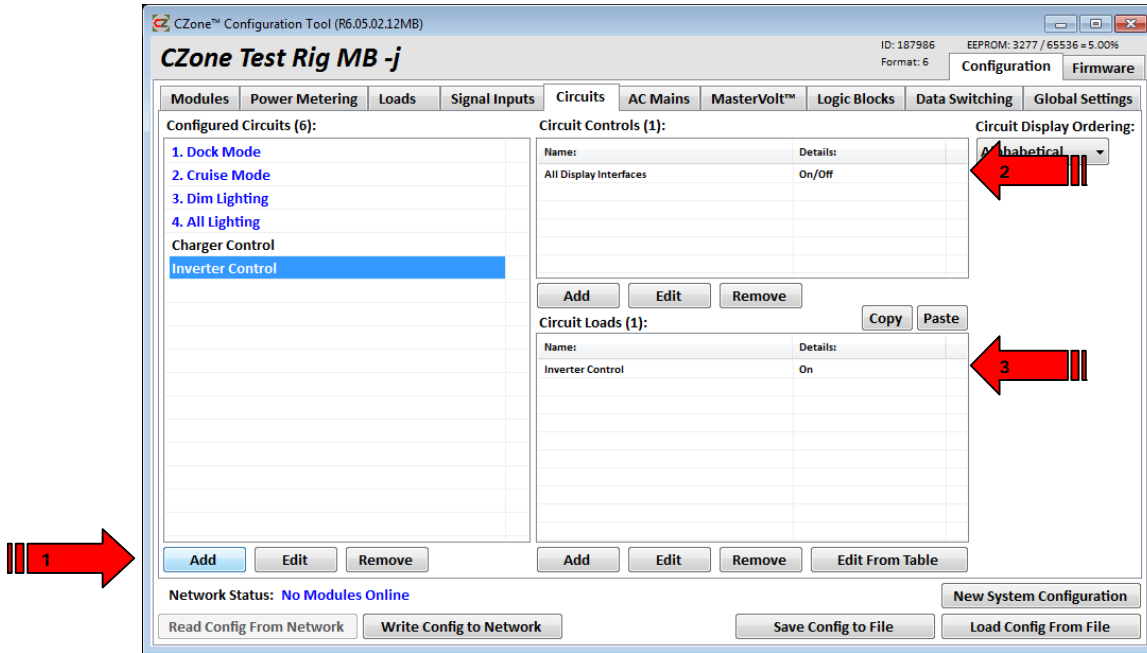 CZone™ Configuration Tool (R6.05.02.12MB)
CZone Test Rig MB -j
ID: 187986 EEPROM: 3277 / 65536 = 5.00%
Format: 6
Configuration Firmware
Modules Power Metering Loads Signal Inputs Circuits AC Mains MasterVolt™ Logic Blocks Data Switching Global Settings
Configured Circuits (6):
1. Dock Mode
2. Cruise Mode
3. Dim Lighting
4. All Lighting
Charger Control
Inverter Control
Add Edit Remove
1
Circuit Controls (1):
Name: Details:
All Display Interfaces On/Off
Add Edit Remove
Copy Paste
Circuit Loads (1):
Name: Details:
Inverter Control On
Add Edit Remove Edit From Table
Circuit Display Ordering:
Alphabetical
2
3
Network Status: No Modules Online
New System Configuration
Read Config From Network Write Config to Network Save Config to File Load Config From File